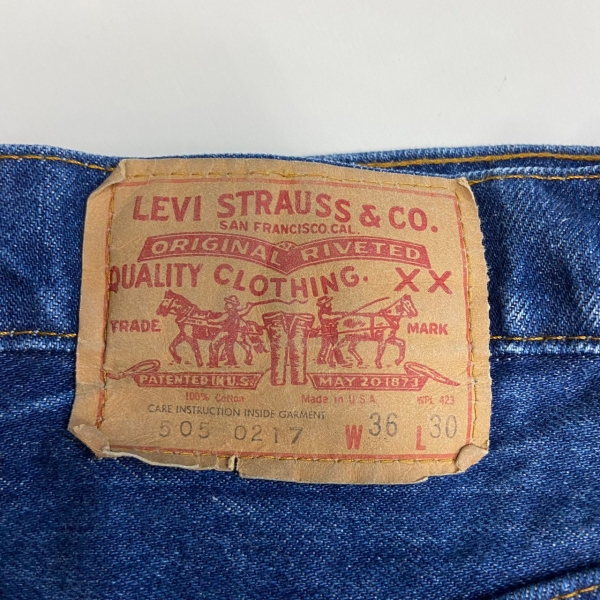 LEVI STRAUSS & CO.
SAN FRANCISCO.CAL.
ORIGINAL RIVETED
QUALITY CLOTHING. XX
TRADE MARK
PATENTED IN U.S. MAY 20 1873
100% Cotton Made in U.S.A WPL 423
CARE INSTRUCTION INSIDE GARMENT
505 0217 W 36 L 30